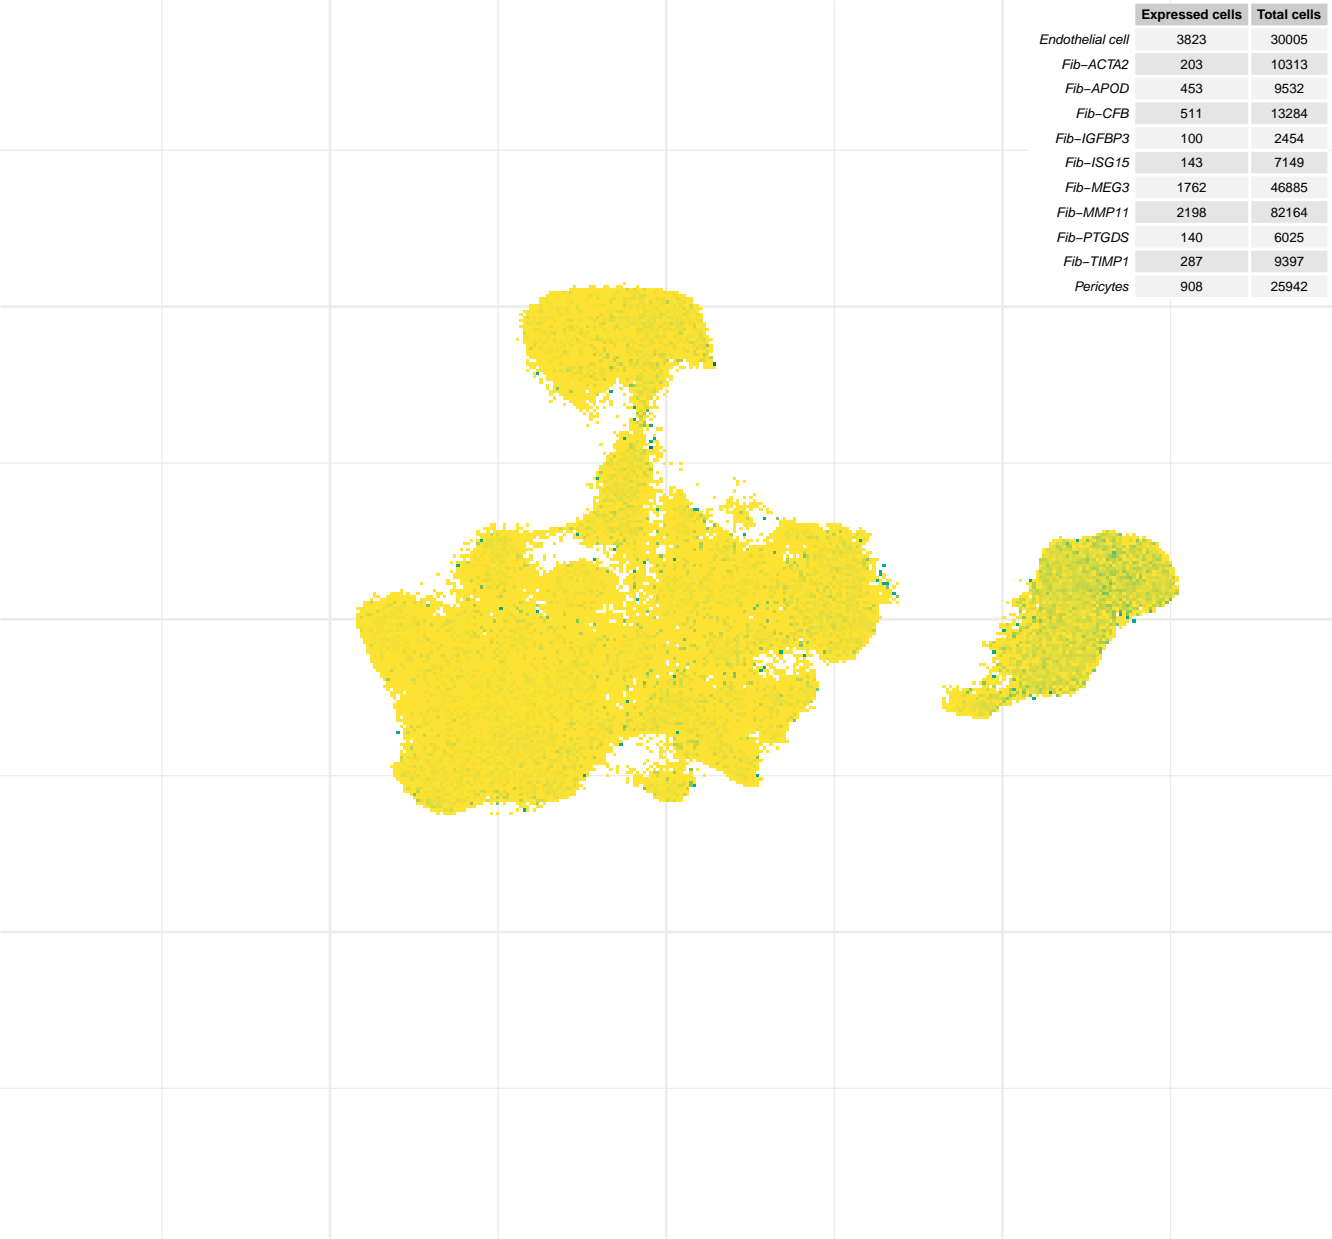 Expressed cells Total cells
Endothelial cell 3823 30005
Fib−ACTA2 203 10313
Fib−APOD 453 9532
Fib−CFB 511 13284
Fib−IGFBP3 100 2454
Fib−ISG15 143 7149
Fib−MEG3 1762 46885
Fib−MMP11 2198 82164
Fib−PTGDS 140 6025
Fib−TIMP1 287 9397
Pericytes 908 25942